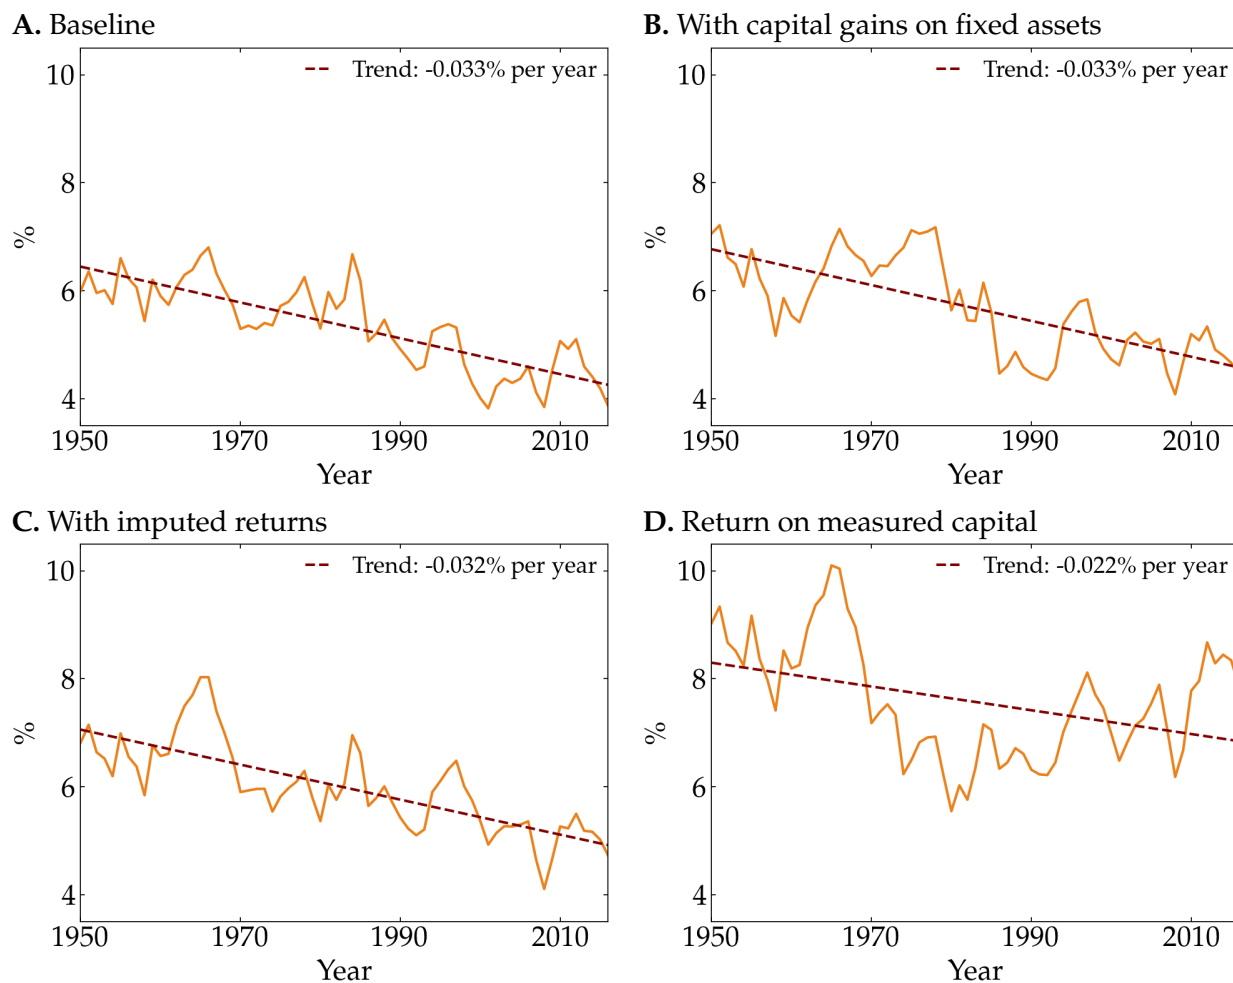 A. Baseline
Trend: -0.033% per year
10
8
6
4
%
1950 1970 1990 2010
Year
B. With capital gains on fixed assets
Trend: -0.033% per year
10
8
6
4
%
1950 1970 1990 2010
Year
C. With imputed returns
Trend: -0.032% per year
10
8
6
4
%
1950 1970 1990 2010
Year
D. Return on measured capital
Trend: -0.022% per year
10
8
6
4
%
1950 1970 1990 2010
Year